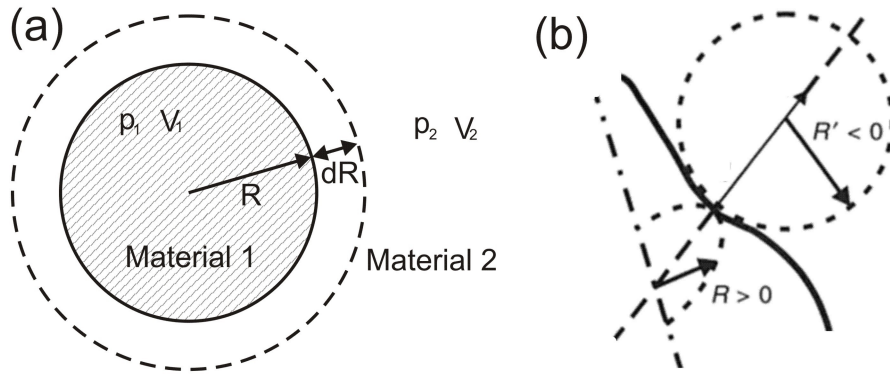 (a)
p₁ V₁
R
dR
Material 1
p₂ V₂
Material 2
(b)
R' < 0
R > 0